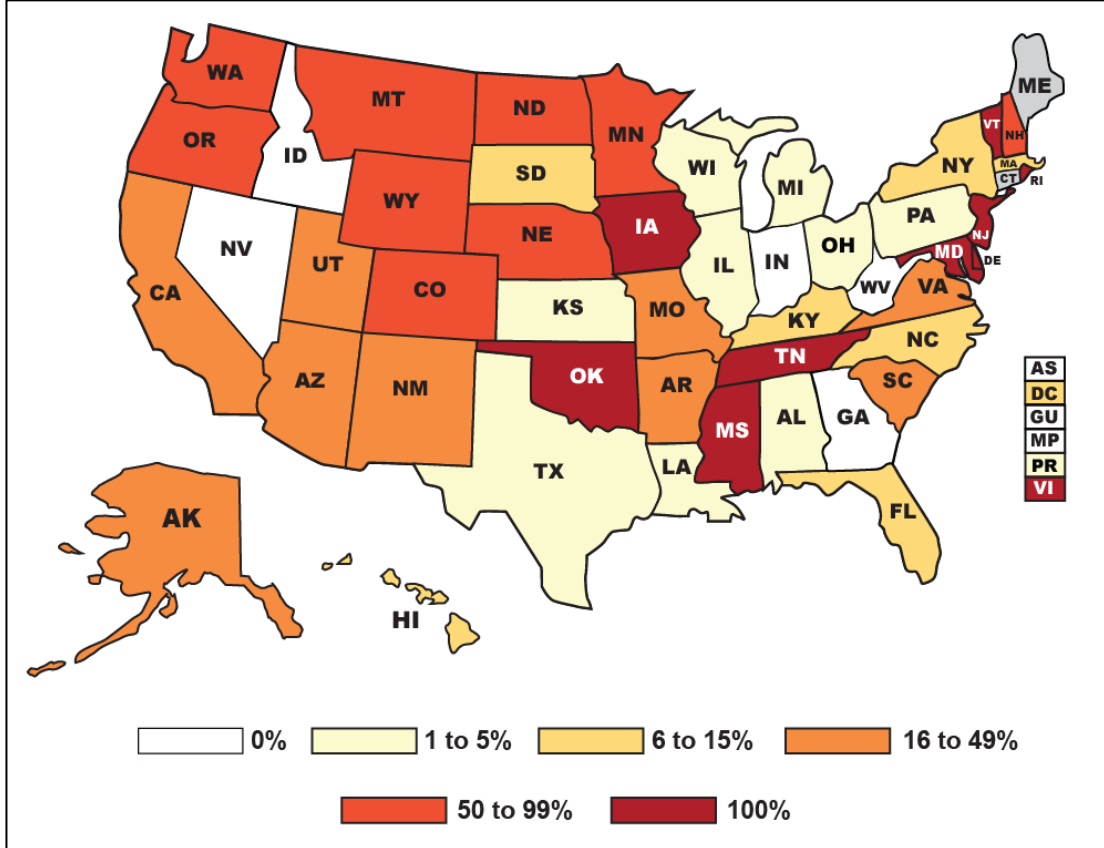 WA
MT
ND
MN
OR
ID
SD
WI
MI
NY
VT
NH
ME
MA
CT
RI
WY
IA
NE
PA
NJ
NV
UT
CO
IL
IN
OH
MD
DE
WV
VA
CA
KS
MO
KY
NC
TN
AZ
NM
OK
AR
SC
MS
AL
GA
TX
LA
FL
AK
HI
AS
DC
GU
MP
PR
VI
0%
1 to 5%
6 to 15%
16 to 49%
50 to 99%
100%